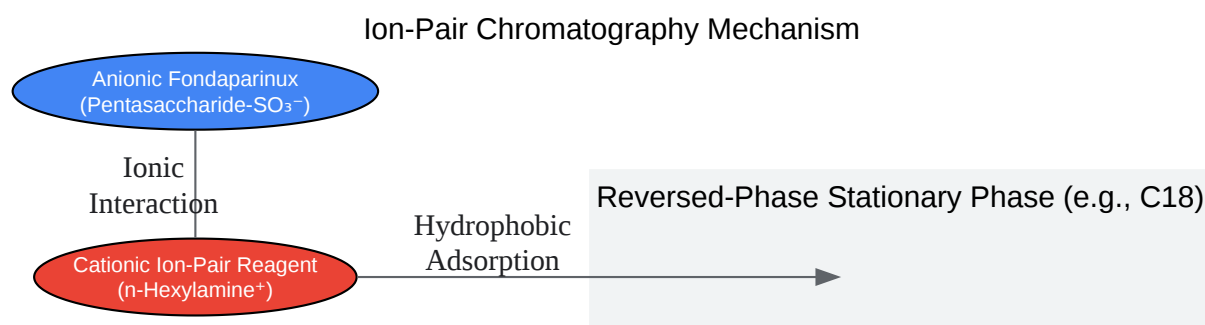 Ion-Pair Chromatography Mechanism
Anionic Fondaparinux
(Pentasaccharide-SO₃⁻)
Ionic
Interaction
Reversed-Phase Stationary Phase (e.g., C18)
Hydrophobic
Adsorption
Cationic Ion-Pair Reagent
(n-Hexylamine⁺)